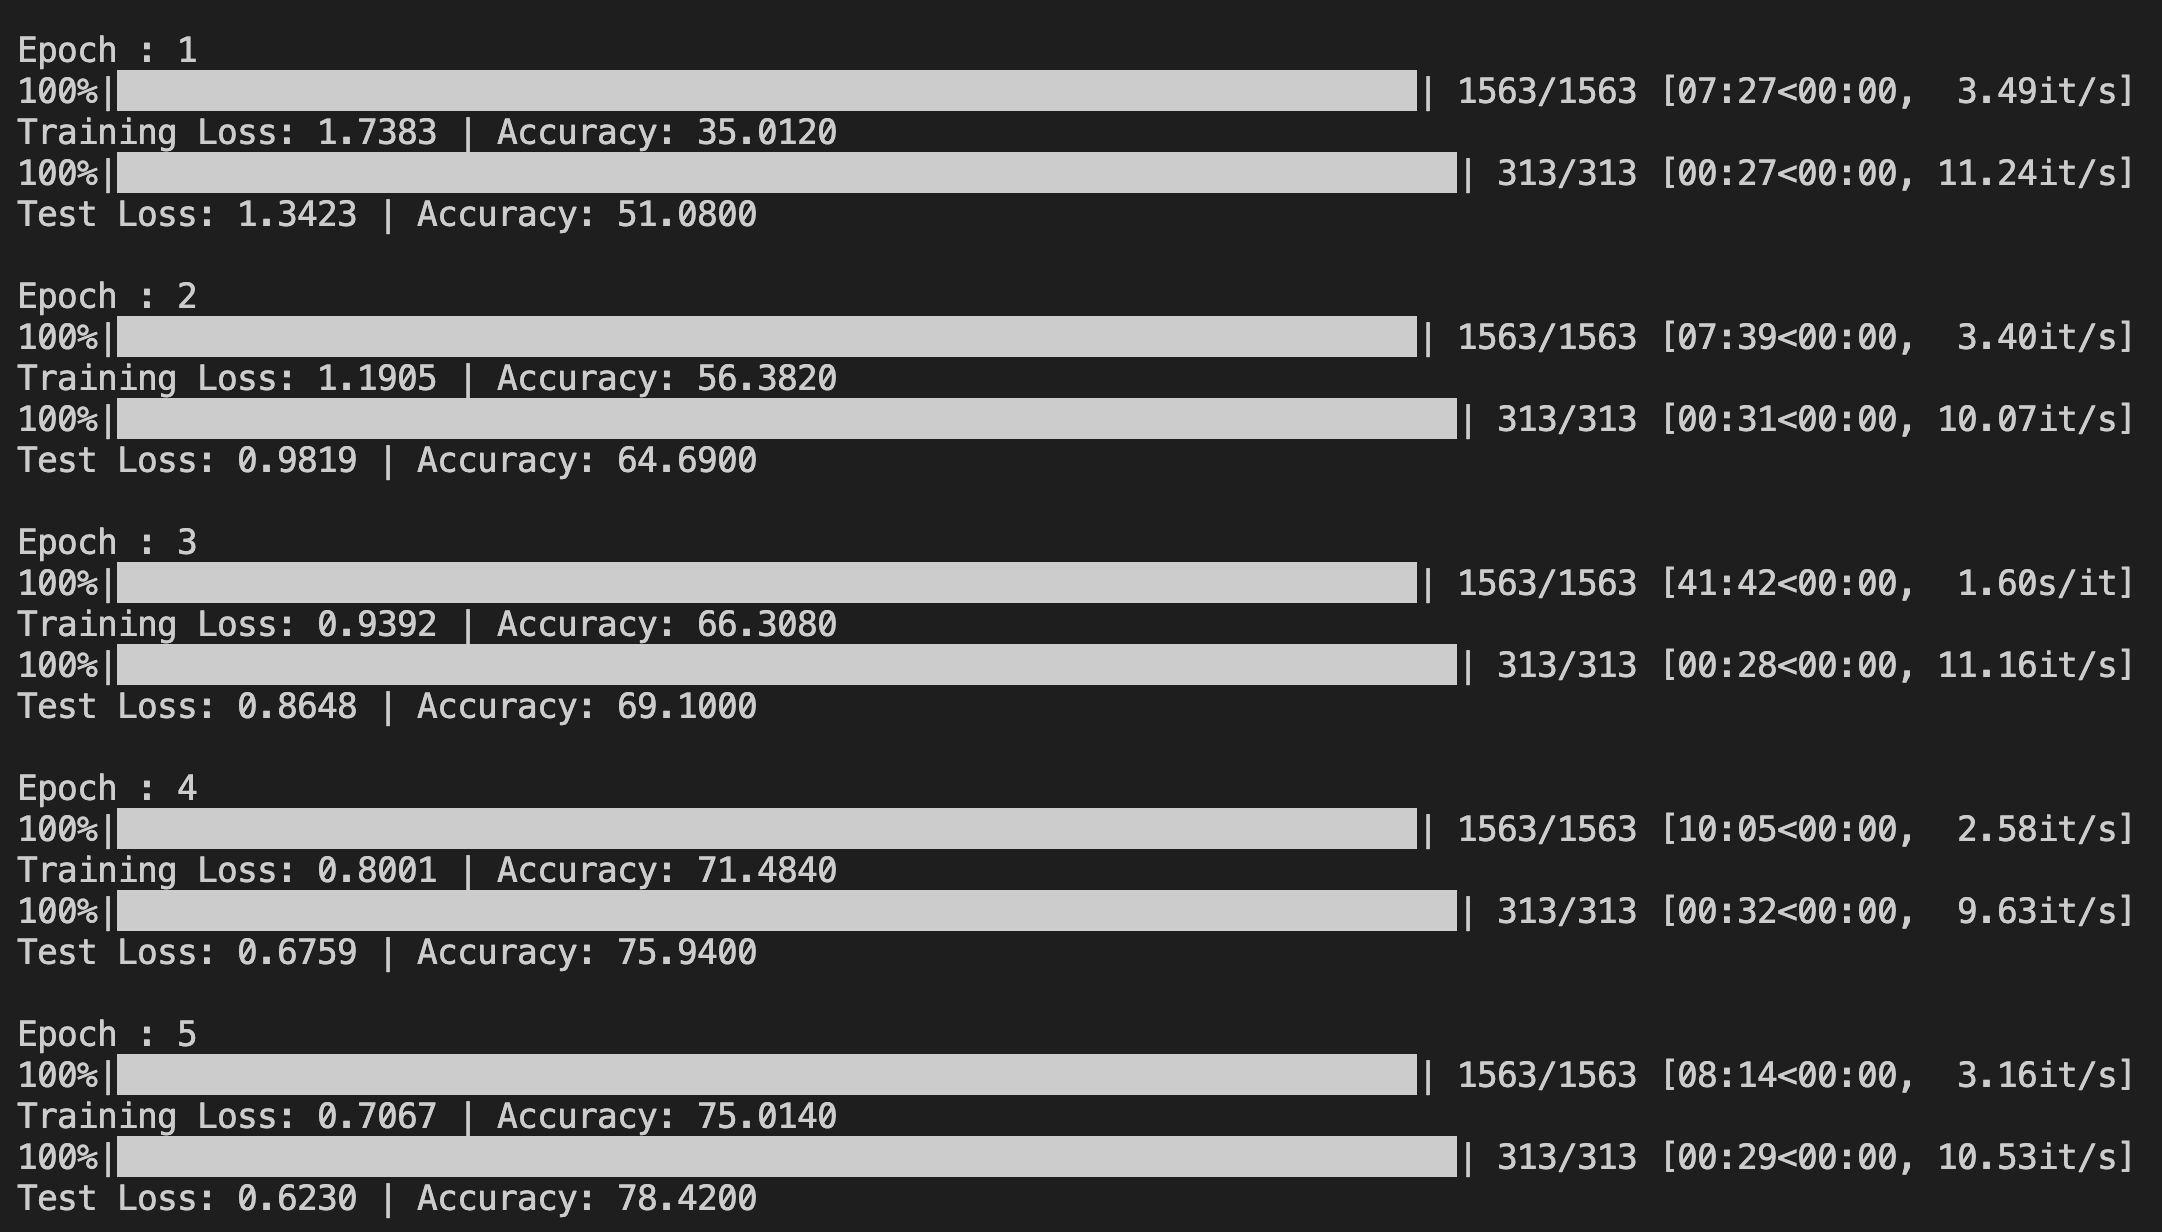 Epoch : 1
100%|██████████| 1563/1563 [07:27<00:00,  3.49it/s]
Training Loss: 1.7383 | Accuracy: 35.0120
100%|██████████| 313/313 [00:27<00:00, 11.24it/s]
Test Loss: 1.3423 | Accuracy: 51.0800

Epoch : 2
100%|██████████| 1563/1563 [07:39<00:00,  3.40it/s]
Training Loss: 1.1905 | Accuracy: 56.3820
100%|██████████| 313/313 [00:31<00:00, 10.07it/s]
Test Loss: 0.9819 | Accuracy: 64.6900

Epoch : 3
100%|██████████| 1563/1563 [41:42<00:00,  1.60s/it]
Training Loss: 0.9392 | Accuracy: 66.3080
100%|██████████| 313/313 [00:28<00:00, 11.16it/s]
Test Loss: 0.8648 | Accuracy: 69.1000

Epoch : 4
100%|██████████| 1563/1563 [10:05<00:00,  2.58it/s]
Training Loss: 0.8001 | Accuracy: 71.4840
100%|██████████| 313/313 [00:32<00:00,  9.63it/s]
Test Loss: 0.6759 | Accuracy: 75.9400

Epoch : 5
100%|██████████| 1563/1563 [08:14<00:00,  3.16it/s]
Training Loss: 0.7067 | Accuracy: 75.0140
100%|██████████| 313/313 [00:29<00:00, 10.53it/s]
Test Loss: 0.6230 | Accuracy: 78.4200